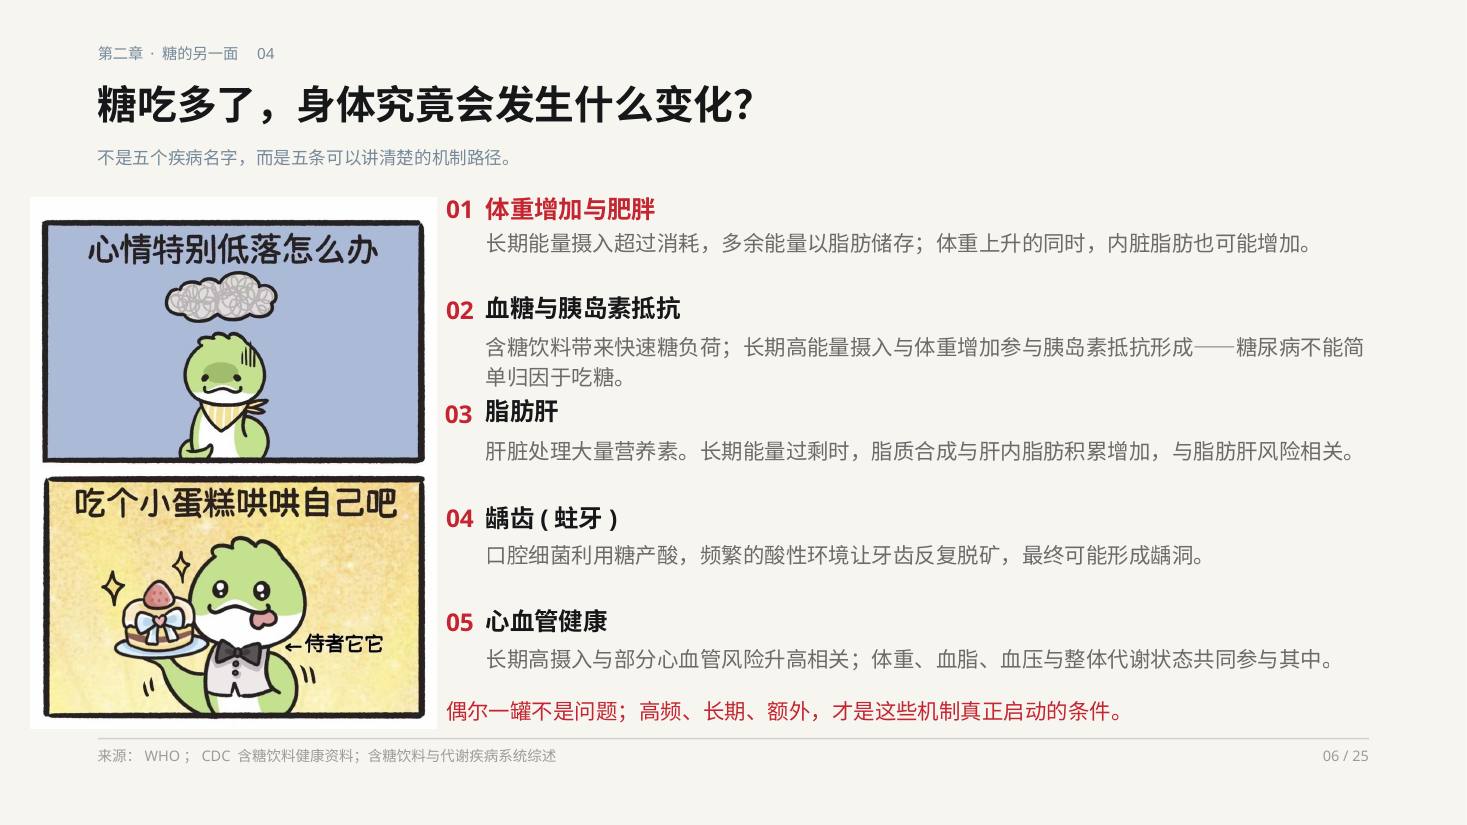 第二章 · 糖的另一面 04
糖吃多了，身体究竟会发生什么变化？
不是五个疾病名字，而是五条可以讲清楚的机制路径。
心情特别低落怎么办
吃个小蛋糕哄哄自己吧
←侍者它它
01 体重增加与肥胖
长期能量摄入超过消耗，多余能量以脂肪储存；体重上升的同时，内脏脂肪也可能增加。
02 血糖与胰岛素抵抗
含糖饮料带来快速糖负荷；长期高能量摄入与体重增加参与胰岛素抵抗形成——糖尿病不能简
单归因于吃糖。
03 脂肪肝
肝脏处理大量营养素。长期能量过剩时，脂质合成与肝内脂肪积累增加，与脂肪肝风险相关。
04 龋齿 ( 蛀牙 )
口腔细菌利用糖产酸，频繁的酸性环境让牙齿反复脱矿，最终可能形成龋洞。
05 心血管健康
长期高摄入与部分心血管风险升高相关；体重、血脂、血压与整体代谢状态共同参与其中。
偶尔一罐不是问题；高频、长期、额外，才是这些机制真正启动的条件。
来源： WHO ； CDC 含糖饮料健康资料；含糖饮料与代谢疾病系统综述
06 / 25